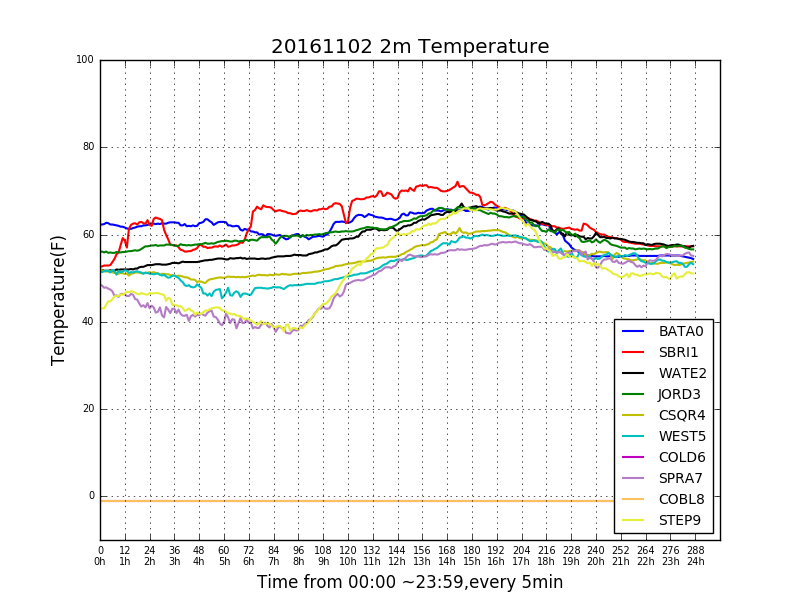 20161102 2m Temperature
100
80
60
40
20
0
Temperature(F)
BATA0
SBRI1
WATE2
JORD3
CSQR4
WEST5
COLD6
SPRA7
COBL8
STEP9
0 12 24 36 48 60 72 84 96 108 120 132 144 156 168 180 192 204 216 228 240 252 264 276 288
0h 1h 2h 3h 4h 5h 6h 7h 8h 9h 10h 11h 12h 13h 14h 15h 16h 17h 18h 19h 20h 21h 22h 23h 24h
Time from 00:00 ~23:59,every 5min